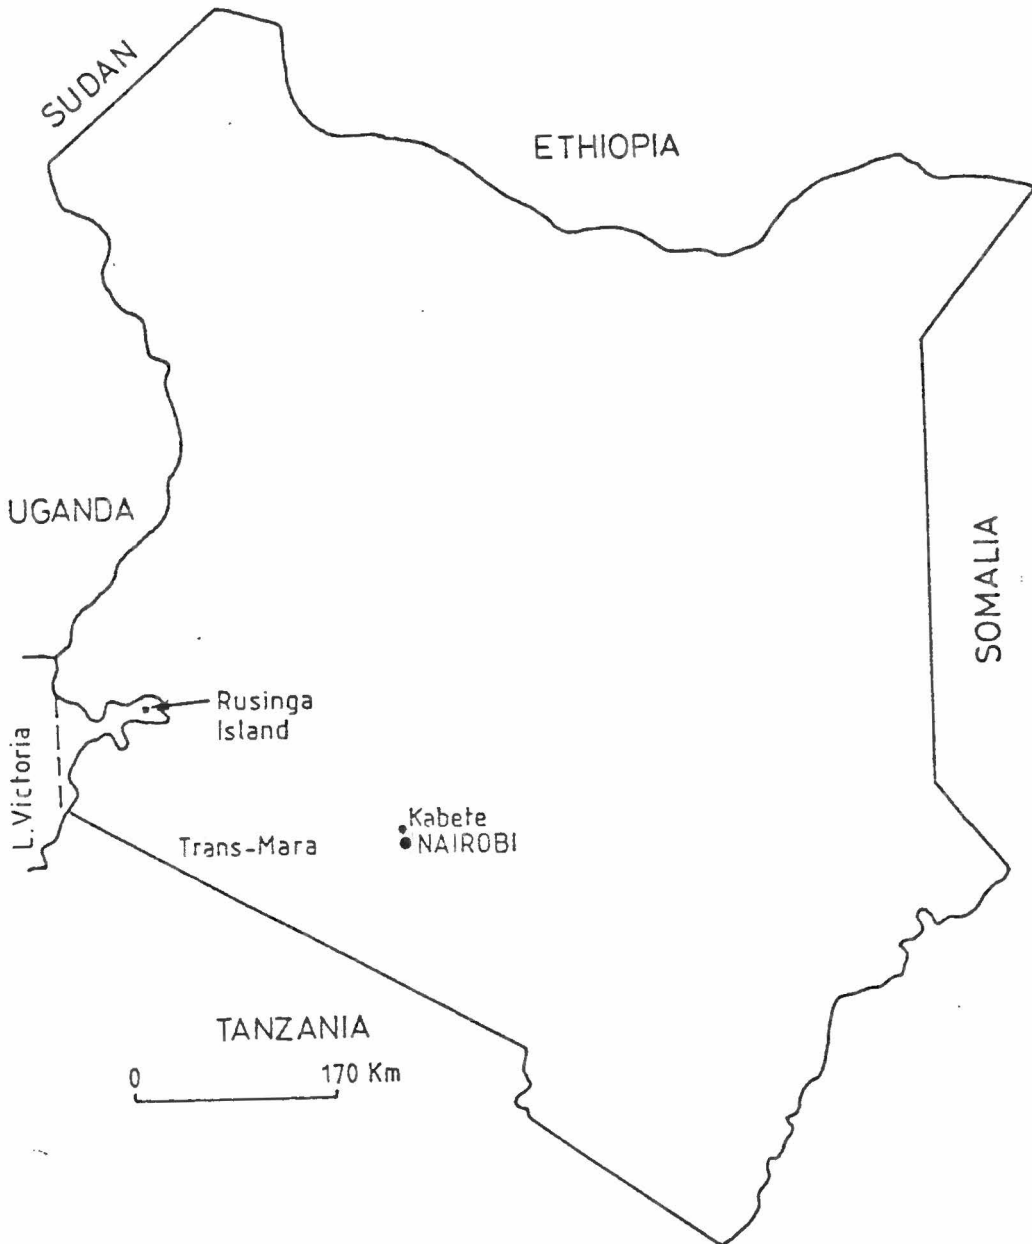 SUDAN
ETHIOPIA
UGANDA
SOMALIA
Rusinga
Island
L. Victoria
Kabete
NAIROBI
Trans-Mara
TANZANIA
0 170 Km